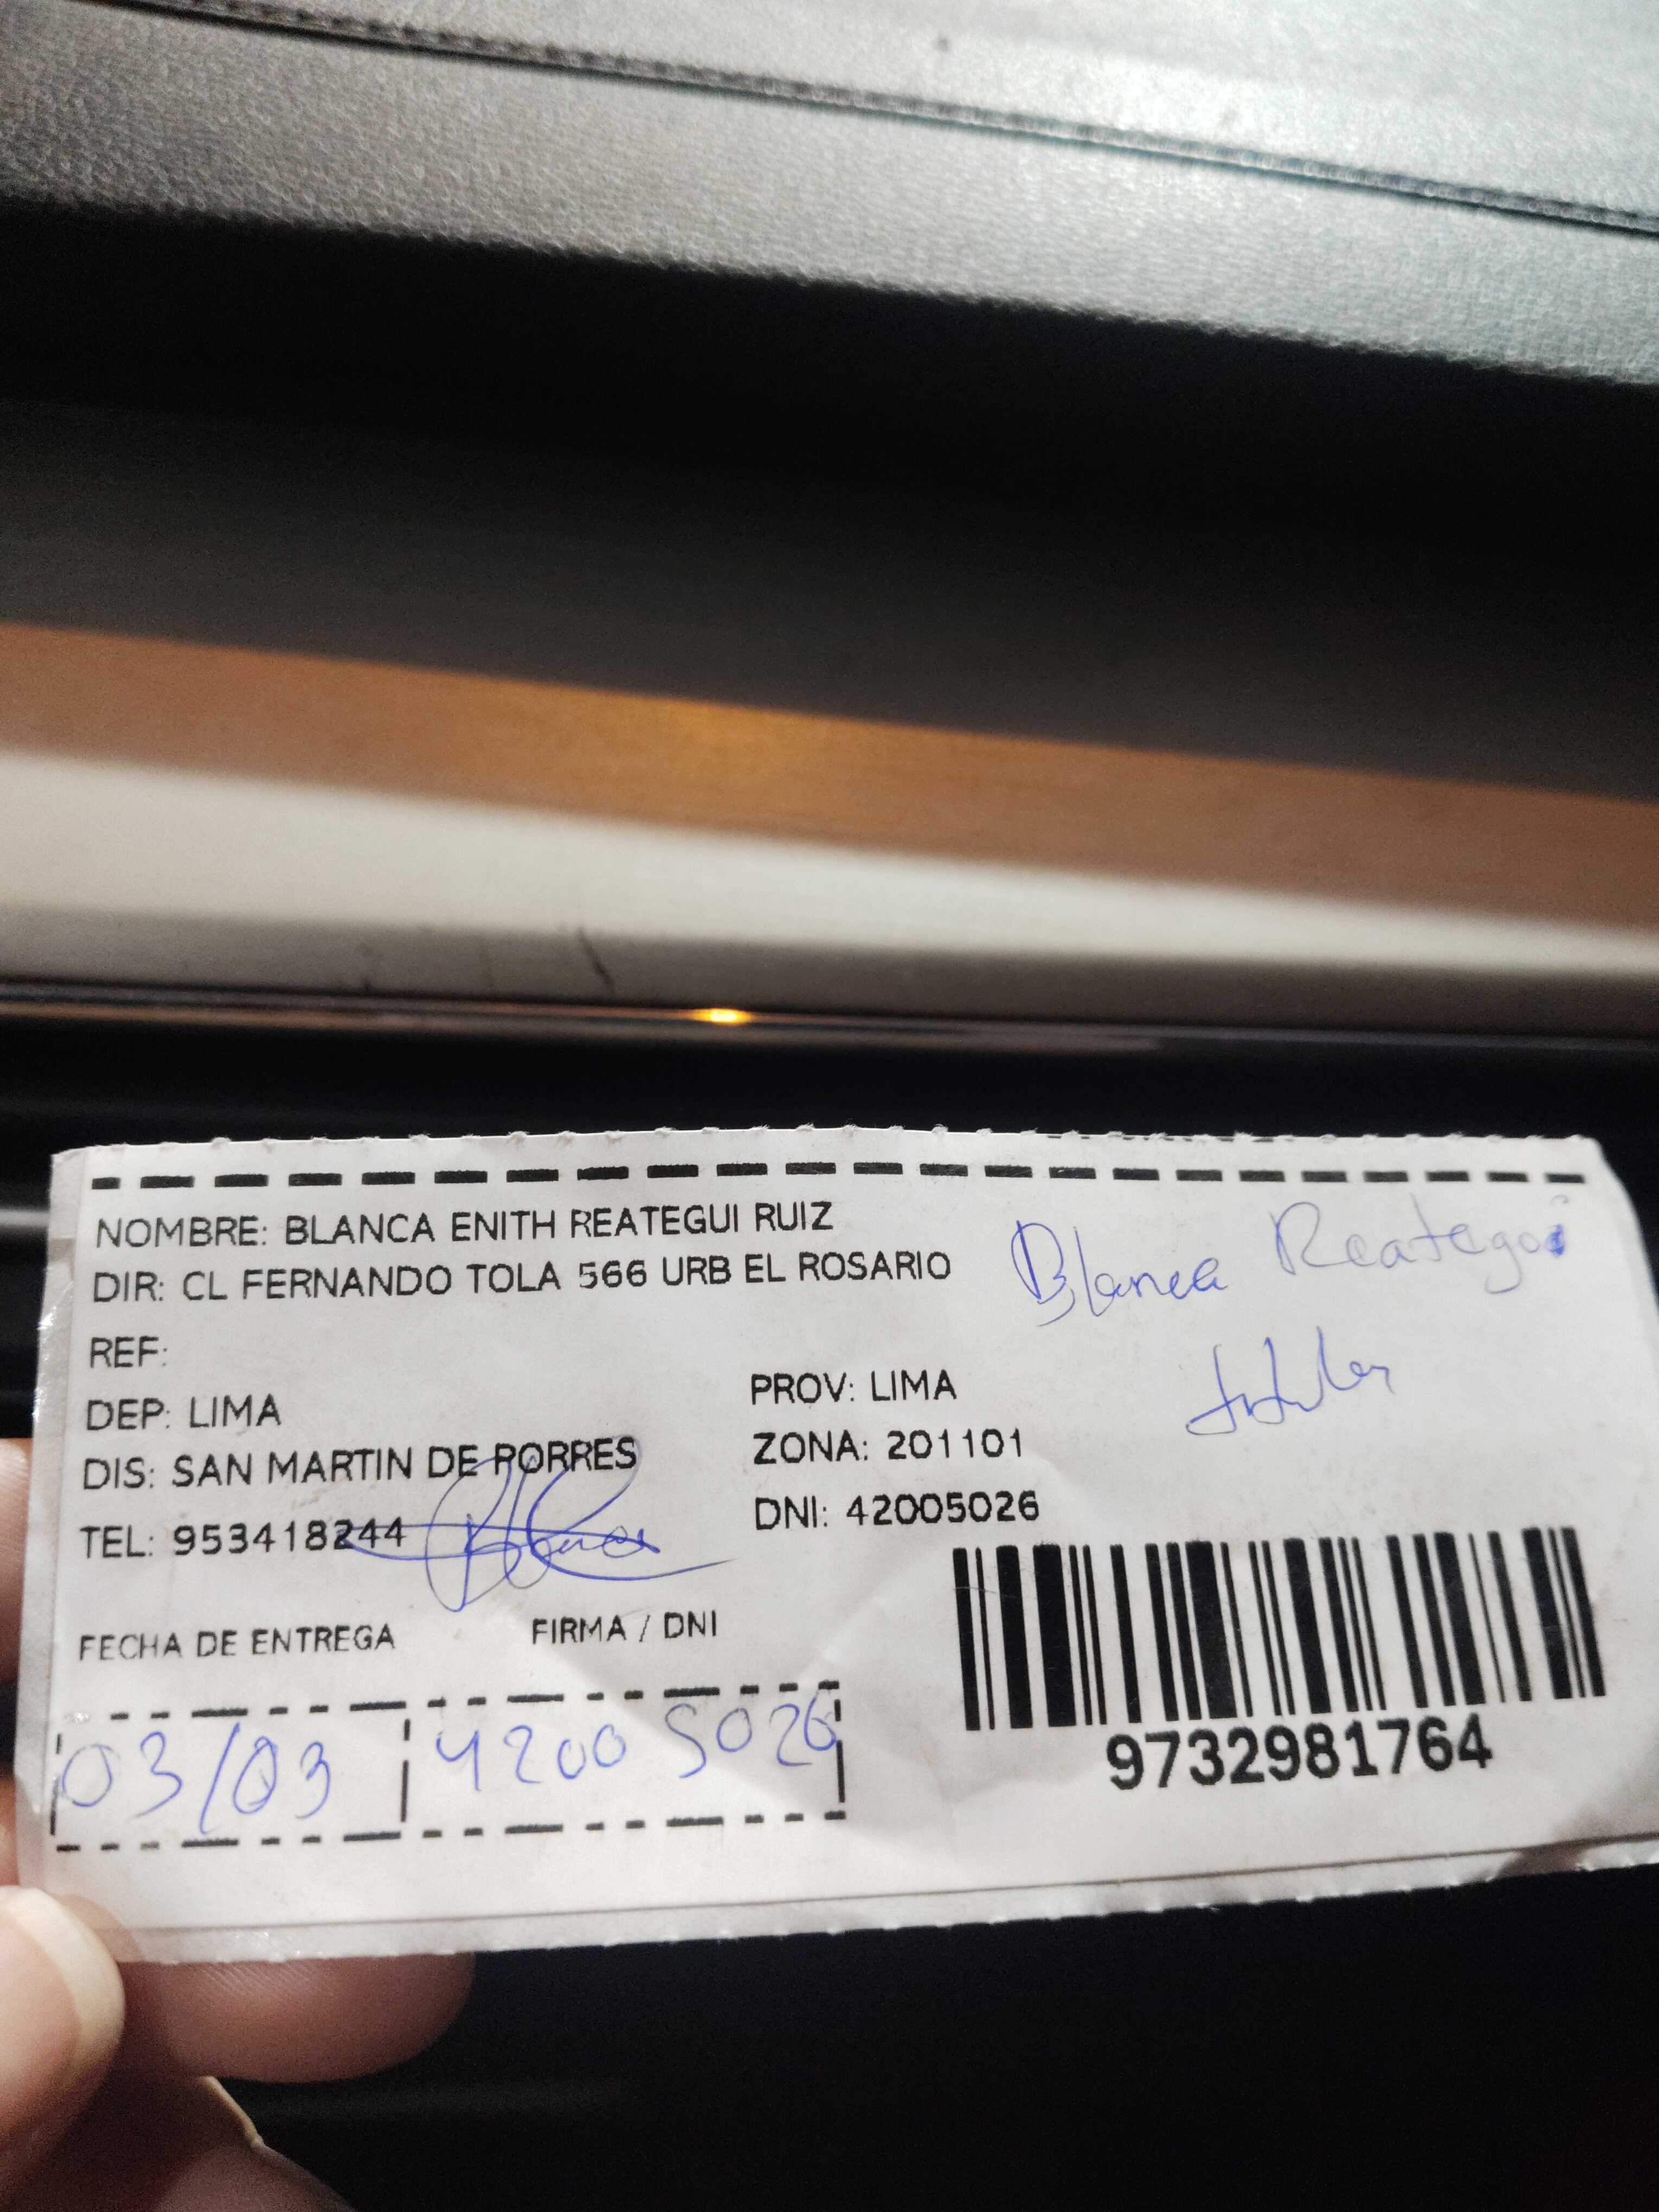 NOMBRE: BLANCA ENITH REATEGUI RUIZ
DIR: CL FERNANDO TOLA 566 URB EL ROSARIO
Blanca Reategui
REF:
titular
DEP: LIMA
PROV: LIMA
DIS: SAN MARTIN DE PORRES
ZONA: 201101
TEL: 953418244
DNI: 42005026
FECHA DE ENTREGA
FIRMA / DNI
03/03
42005026
9732981764